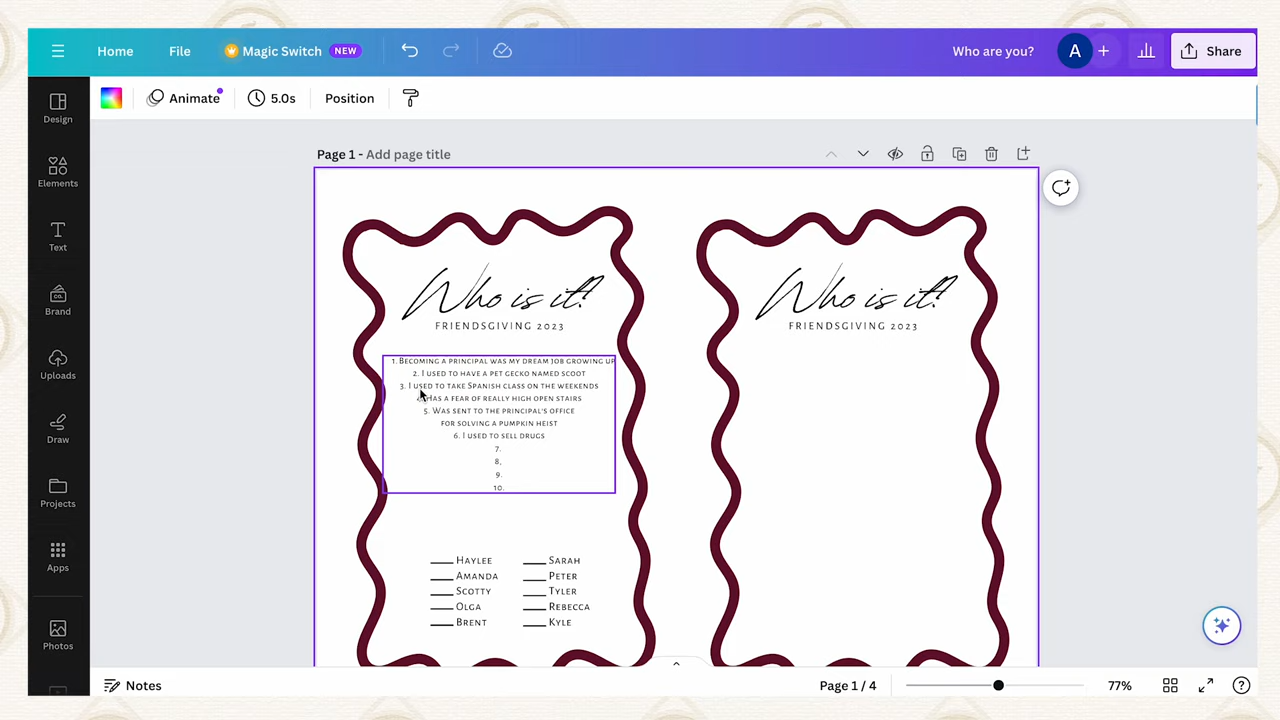 Home File Magic Switch NEW Who are you? A + Share
Design
Elements
Text
Brand
Uploads
Draw
Projects
Apps
Photos
Animate 5.0s Position
Page 1 - Add page title
Who is it?
FRIENDSGIVING 2023
1. Becoming a principal was my dream job growing up
2. I used to have a pet gecko named Scoot
3. I used to take Spanish class on the weekends
Has a fear of really high open stairs
5. Was sent to the principal's office
for solving a pumpkin heist
6. I used to sell drugs
7.
8,
9.
10.
Haylee
Amanda
Scotty
Olga
Brent
Sarah
Peter
Tyler
Rebecca
Kyle
Who is it?
FRIENDSGIVING 2023
Notes Page 1 / 4 77%